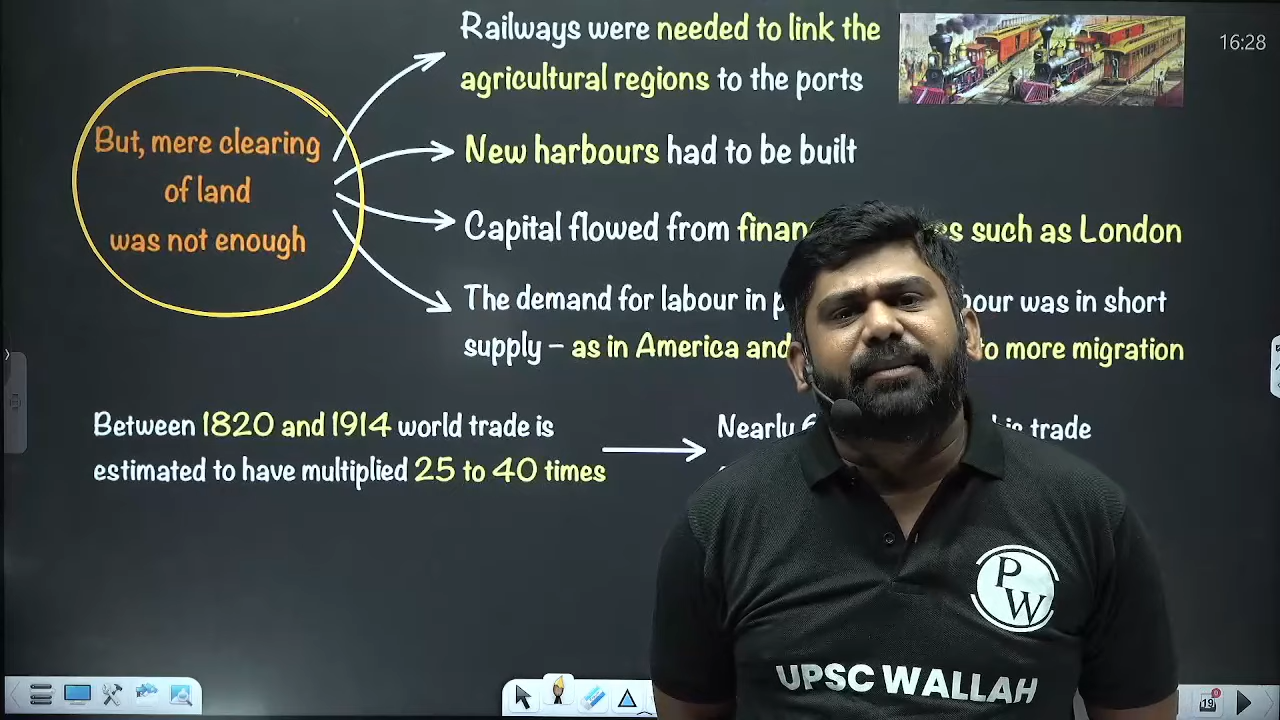 Railways were needed to link the
agricultural regions to the ports
16:28
But, mere clearing
of land
was not enough
New harbours had to be built
Capital flowed from such as London
The demand for labour in was in short
supply – as in America and to more migration
Between 1820 and 1914 world trade is
estimated to have multiplied 25 to 40 times
Nearly trade
P
W
UPSC WALLAH
19